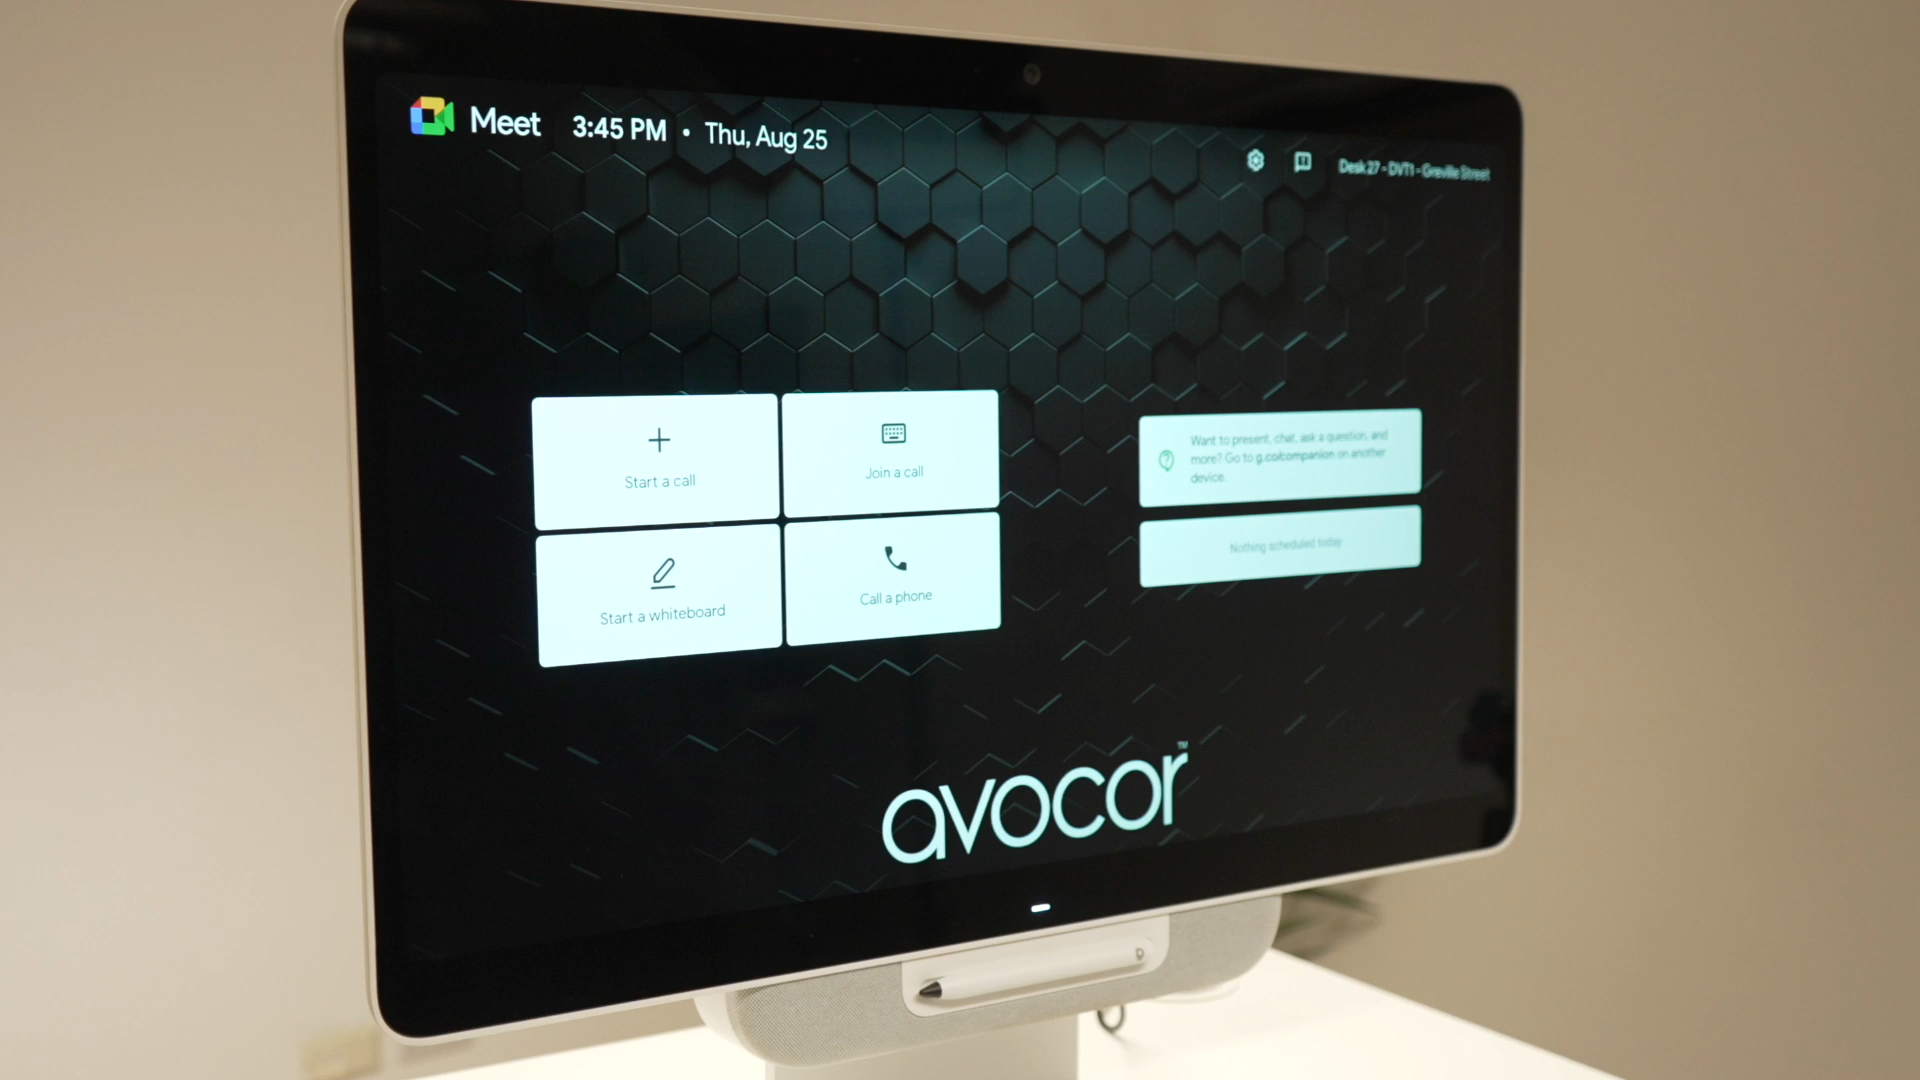 Meet 3:45 PM • Thu, Aug 25
Desk 27 - DVT1 - Greville Street
Start a call
Join a call
Start a whiteboard
Call a phone
Want to present, chat, ask a question, and
more? Go to g.co/companion on another
device.
Nothing scheduled today
avocor™